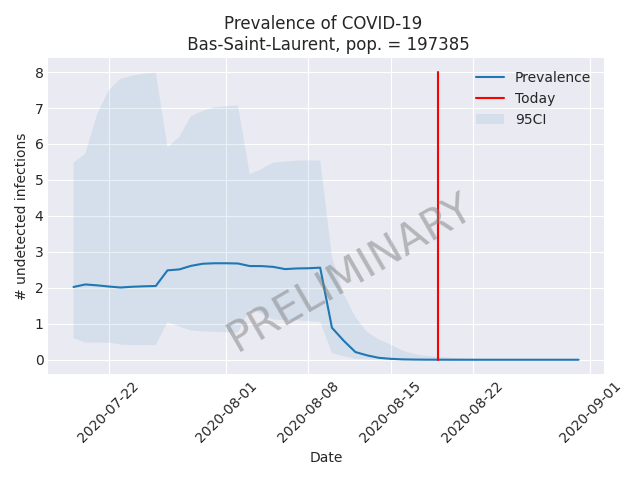 Prevalence of COVID-19
Bas-Saint-Laurent, pop. = 197385
8
7
6
5
4
3
2
1
0
# undetected infections
Prevalence
Today
95CI
PRELIMINARY
2020-07-22
2020-08-01
2020-08-08
2020-08-15
2020-08-22
2020-09-01
Date